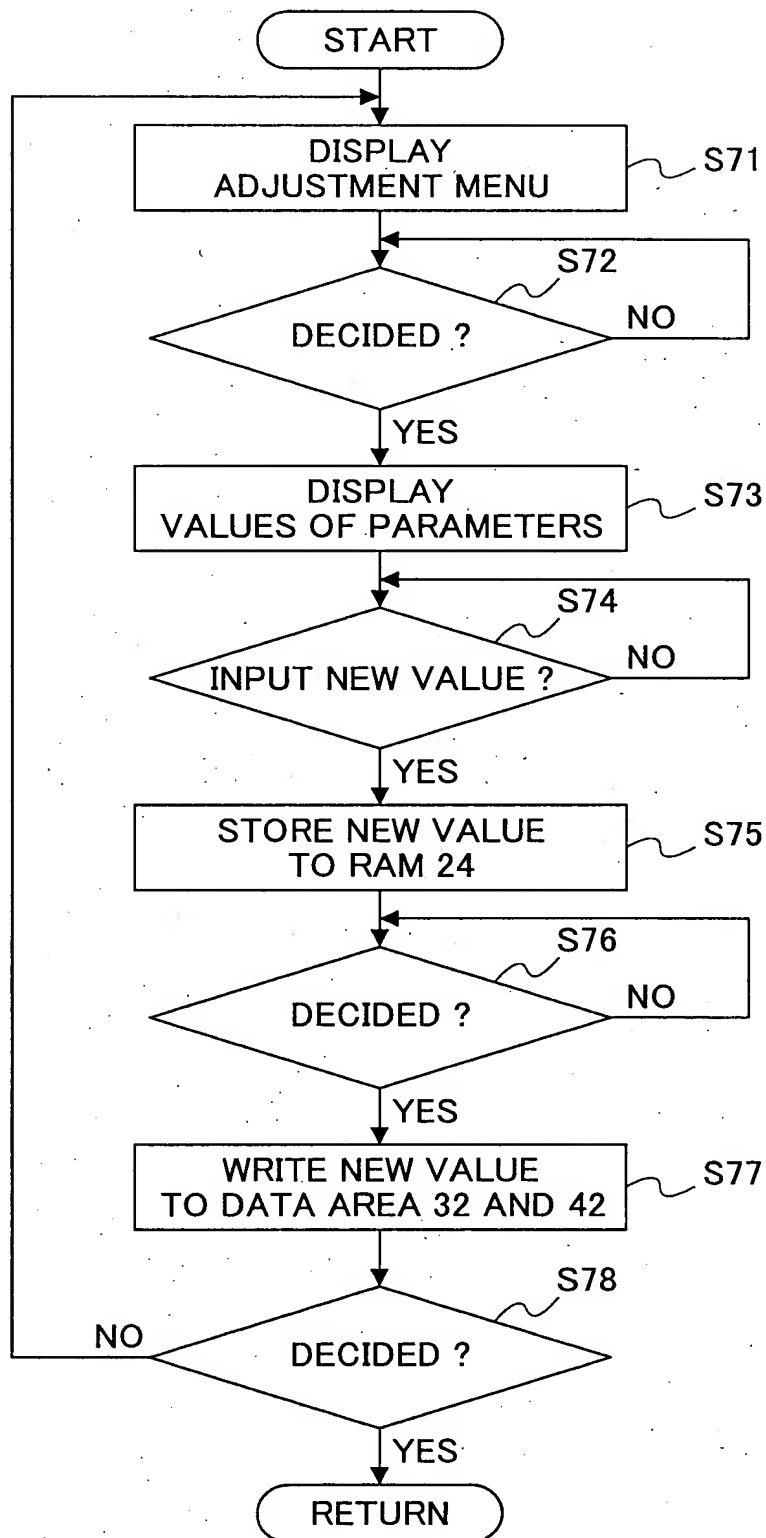 START
DISPLAY
ADJUSTMENT MENU
S71
S72
DECIDED ?
NO
YES
DISPLAY
VALUES OF PARAMETERS
S73
S74
INPUT NEW VALUE ?
NO
YES
STORE NEW VALUE
TO RAM 24
S75
S76
DECIDED ?
NO
YES
WRITE NEW VALUE
TO DATA AREA 32 AND 42
S77
S78
NO
DECIDED ?
YES
RETURN